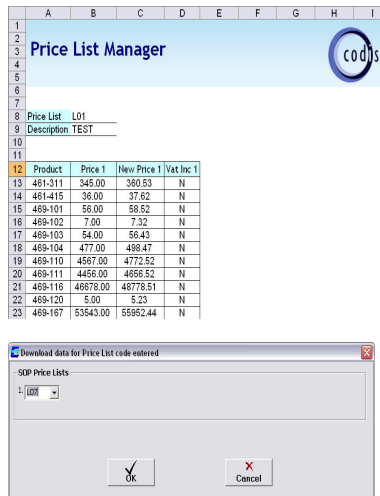 A B C D E F G H I
1
2
3 Price List Manager codis
4
5
6
7
8 Price List L01
9 Description TEST
10
11
12 Product Price 1 New Price 1 Vat Inc 1
13 461-311 345.00 360.53 N
14 461-415 36.00 37.62 N
15 469-101 56.00 58.52 N
16 469-102 7.00 7.32 N
17 469-103 54.00 56.43 N
18 469-104 477.00 498.47 N
19 469-110 4567.00 4772.52 N
20 469-111 4456.00 4656.52 N
21 469-116 46678.00 48778.51 N
22 469-120 5.00 5.23 N
23 469-167 53543.00 55952.44 N
Download data for Price List code entered
SOP Price Lists
1. L07
OK Cancel